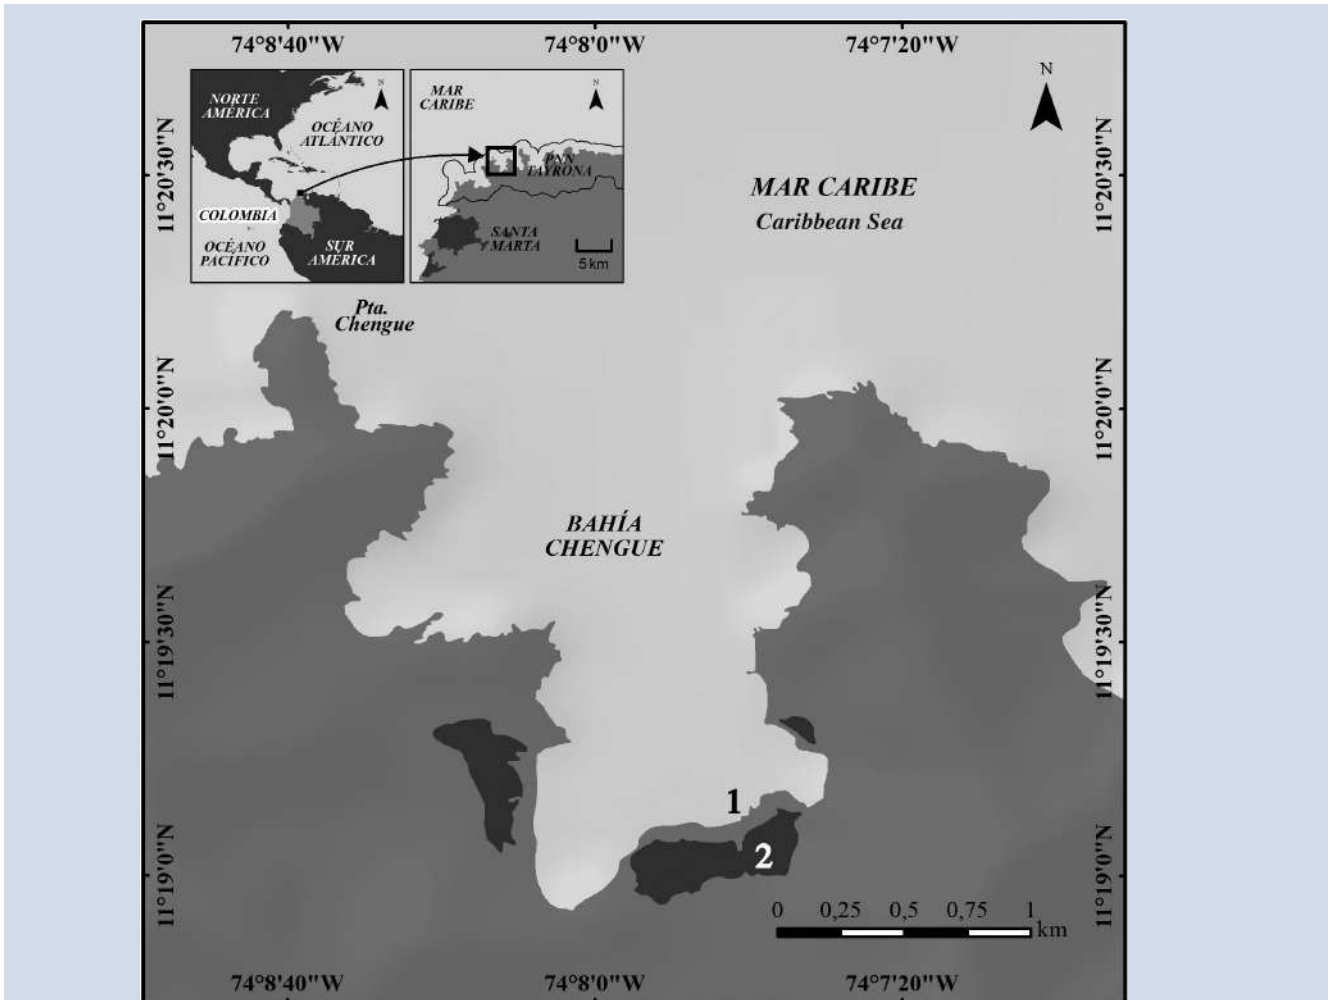 74°8'40"W
74°8'0"W
74°7'20"W
N
NORTE
AMÉRICA
OCÉANO
ATLÁNTICO
COLOMBIA
OCÉANO
PACÍFICO
SUR
AMÉRICA
N
MAR
CARIBE
PNN
TAYRONA
SANTA
MARTA
5 km
N
11°20'30"N
11°20'30"N
MAR CARIBE
Caribbean Sea
Pta.
Chengue
11°20'0"N
11°20'0"N
BAHÍA
CHENGUE
11°19'30"N
11°19'30"N
1
2
11°19'0"N
11°19'0"N
0 0,25 0,5 0,75 1
km
74°8'40"W
74°8'0"W
74°7'20"W